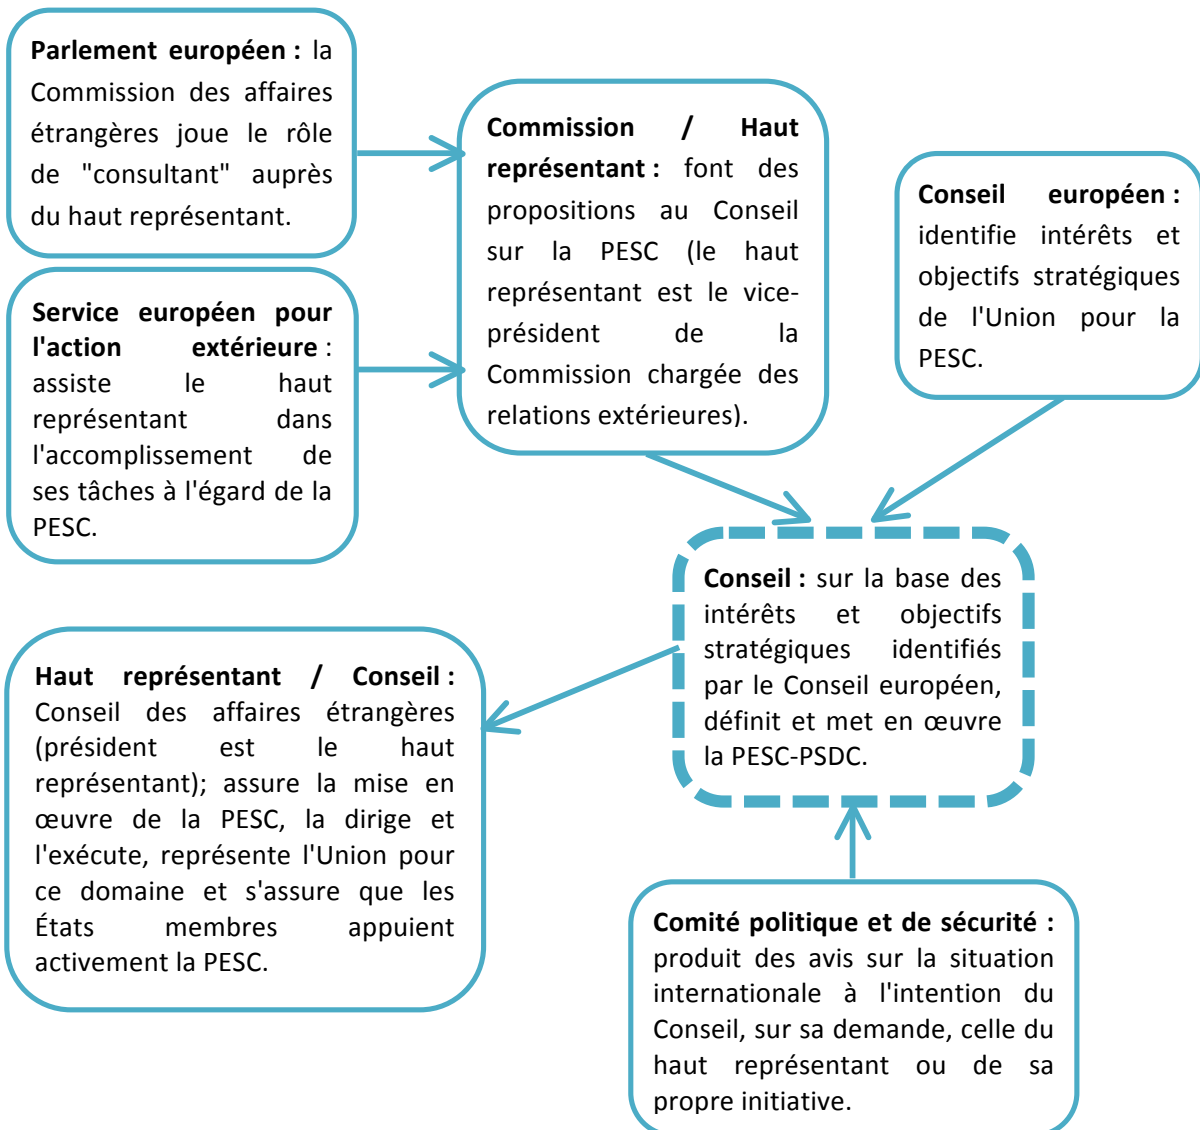 Parlement européen : la
Commission des affaires
étrangères joue le rôle
de "consultant" auprès
du haut représentant.
Service européen pour
l'action extérieure :
assiste le haut
représentant dans
l'accomplissement de
ses tâches à l'égard de la
PESC.
Commission / Haut
représentant : font des
propositions au Conseil
sur la PESC (le haut
représentant est le vice-
président de la
Commission chargée des
relations extérieures).
Conseil européen :
identifie intérêts et
objectifs stratégiques
de l'Union pour la
PESC.
Conseil : sur la base des
intérêts et objectifs
stratégiques identifiés
par le Conseil européen,
définit et met en œuvre
la PESC-PSDC.
Haut représentant / Conseil :
Conseil des affaires étrangères
(président est le haut
représentant); assure la mise en
œuvre de la PESC, la dirige et
l'exécute, représente l'Union pour
ce domaine et s'assure que les
États membres appuient
activement la PESC.
Comité politique et de sécurité :
produit des avis sur la situation
internationale à l'intention du
Conseil, sur sa demande, celle du
haut représentant ou de sa
propre initiative.